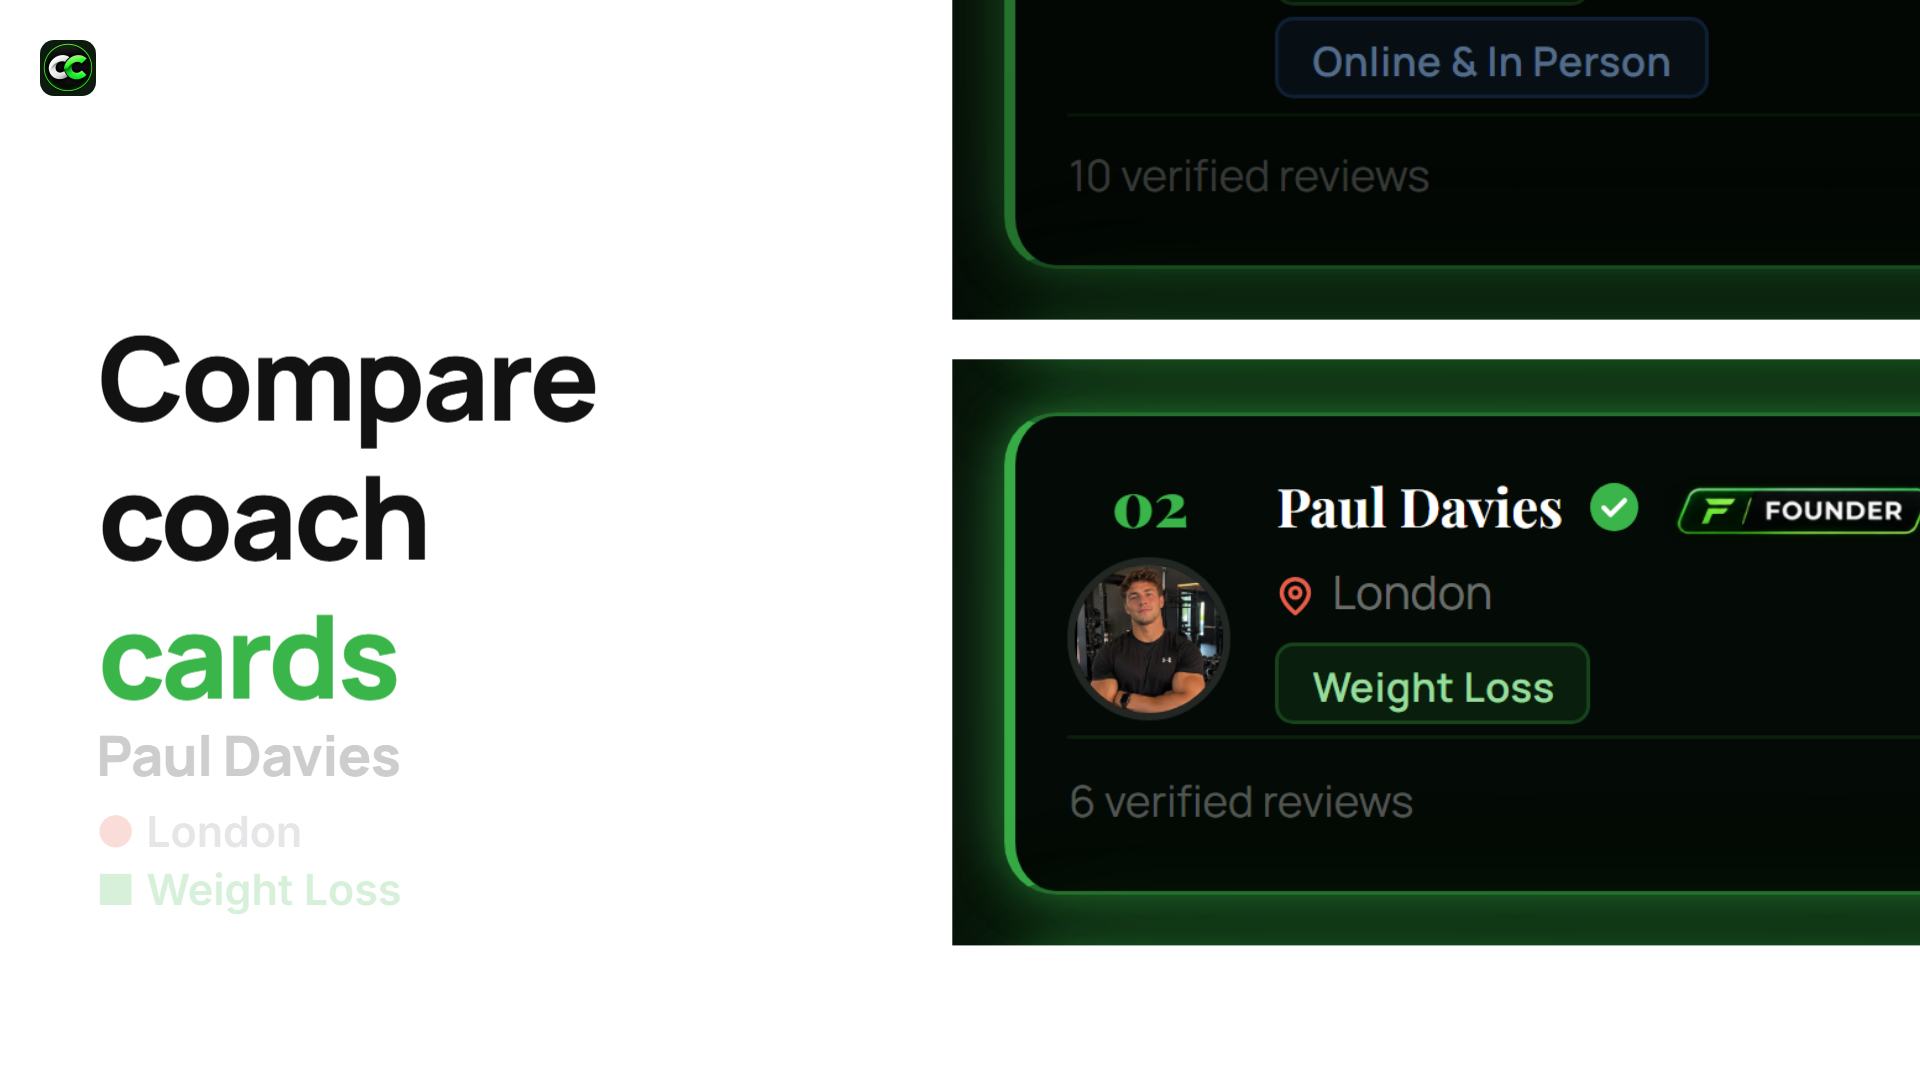 CC
Compare
coach
cards
Paul Davies
London
Weight Loss
Online & In Person
10 verified reviews
02
Paul Davies
FOUNDER
London
Weight Loss
6 verified reviews